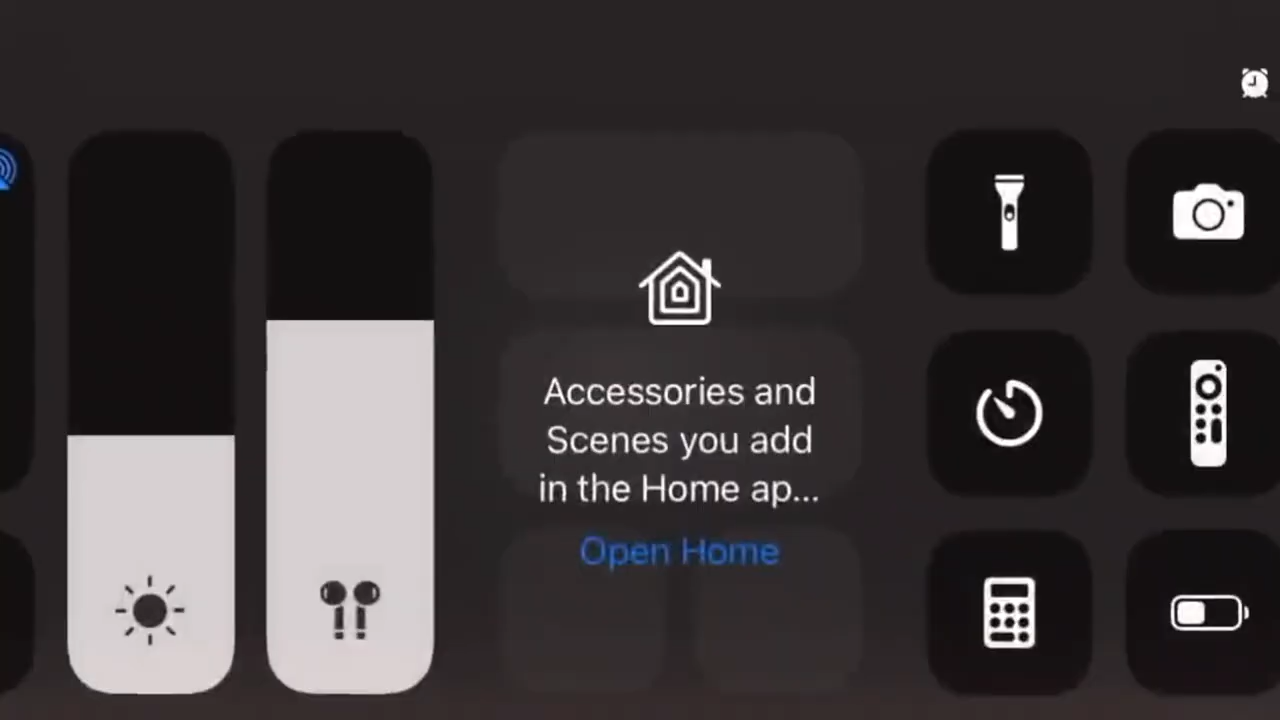 Accessories and
Scenes you add
in the Home ap...
Open Home